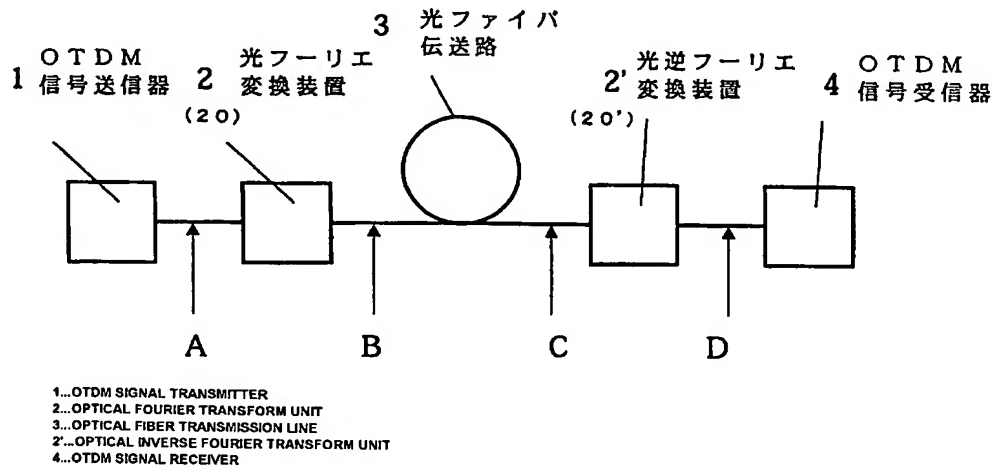 3 光ファイバ
伝送路
1 OTDM
信号送信器
2 光フーリエ
変換装置
(20)
2' 光逆フーリエ
変換装置
(20')
4 OTDM
信号受信器
A
B
C
D
1...OTDM SIGNAL TRANSMITTER
2...OPTICAL FOURIER TRANSFORM UNIT
3...OPTICAL FIBER TRANSMISSION LINE
2'...OPTICAL INVERSE FOURIER TRANSFORM UNIT
4...OTDM SIGNAL RECEIVER